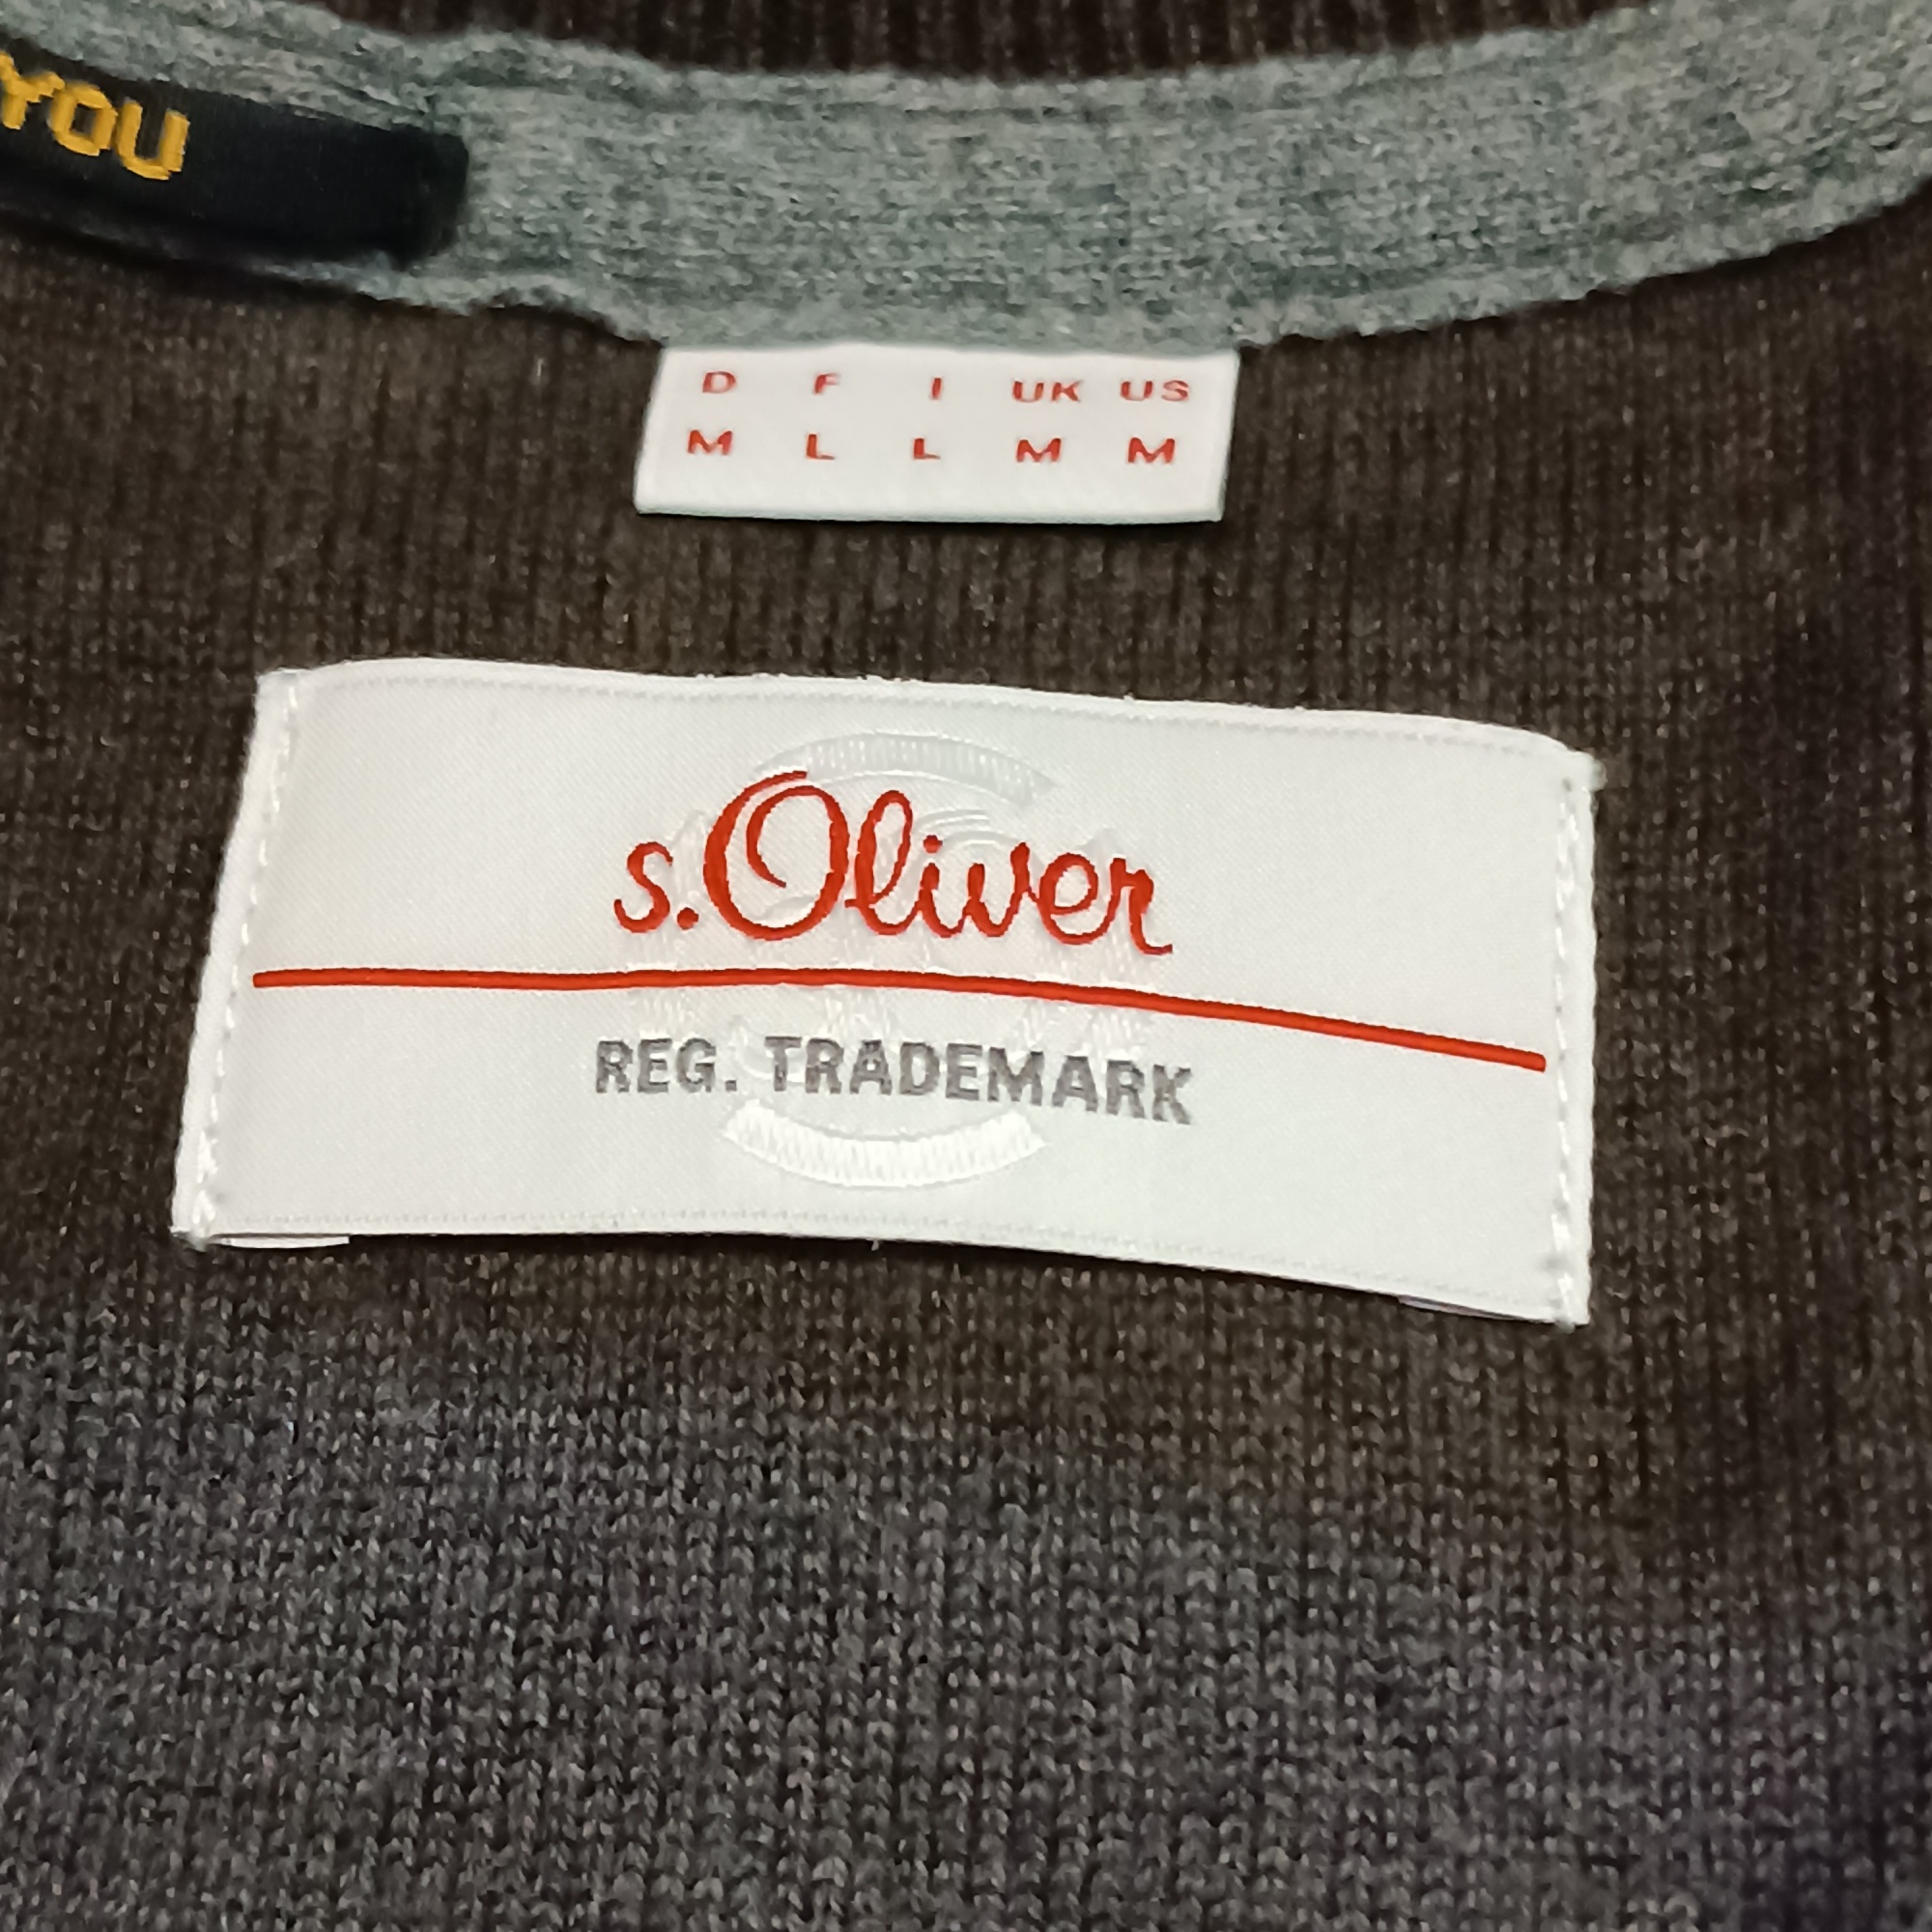 YOU
D F I UK US
M L L M M
s.Oliver
REG. TRADEMARK